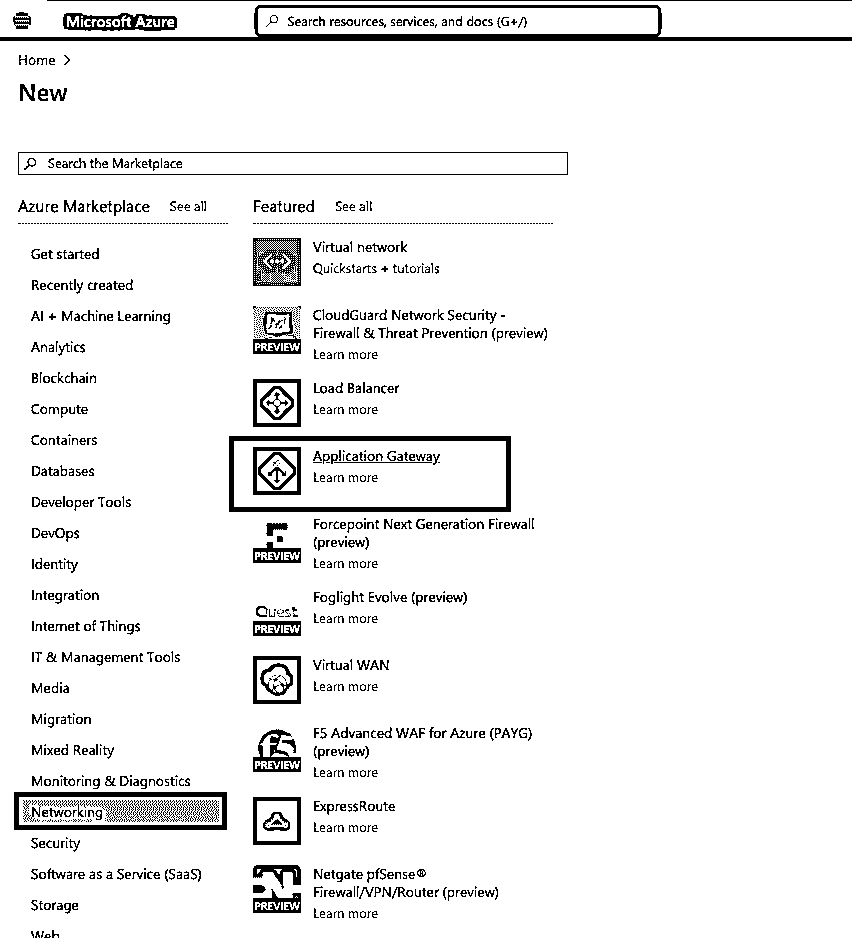 Microsoft Azure
Search resources, services, and docs (G+/)
Home >
New
Search the Marketplace
Azure Marketplace See all
Get started
Recently created
AI + Machine Learning
Analytics
Blockchain
Compute
Containers
Databases
Developer Tools
DevOps
Identity
Integration
Internet of Things
IT & Management Tools
Media
Migration
Mixed Reality
Monitoring & Diagnostics
Networking
Security
Software as a Service (SaaS)
Storage
Web
Featured See all
Virtual network
Quickstarts + tutorials
CloudGuard Network Security -
Firewall & Threat Prevention (preview)
PREVIEW
Learn more
Load Balancer
Learn more
Application Gateway
Learn more
Forcepoint Next Generation Firewall
(preview)
PREVIEW
Learn more
Foglight Evolve (preview)
Quest
Learn more
PREVIEW
Virtual WAN
Learn more
F5 Advanced WAF for Azure (PAYG)
(preview)
F5
PREVIEW
Learn more
ExpressRoute
Learn more
Netgate pfSense®
Firewall/VPN/Router (preview)
PREVIEW
Learn more